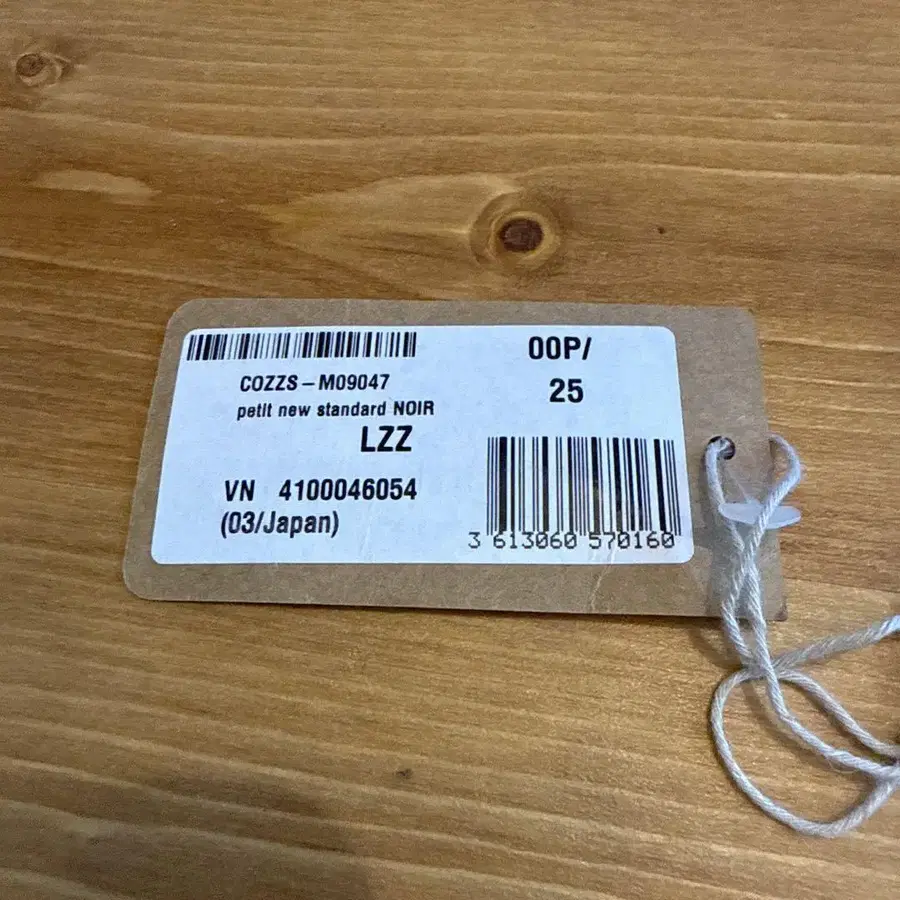 COZZS-M09047
petit new standard NOIR
LZZ
VN 4100046054
(03/Japan)
00P/
25
3 613060 570160